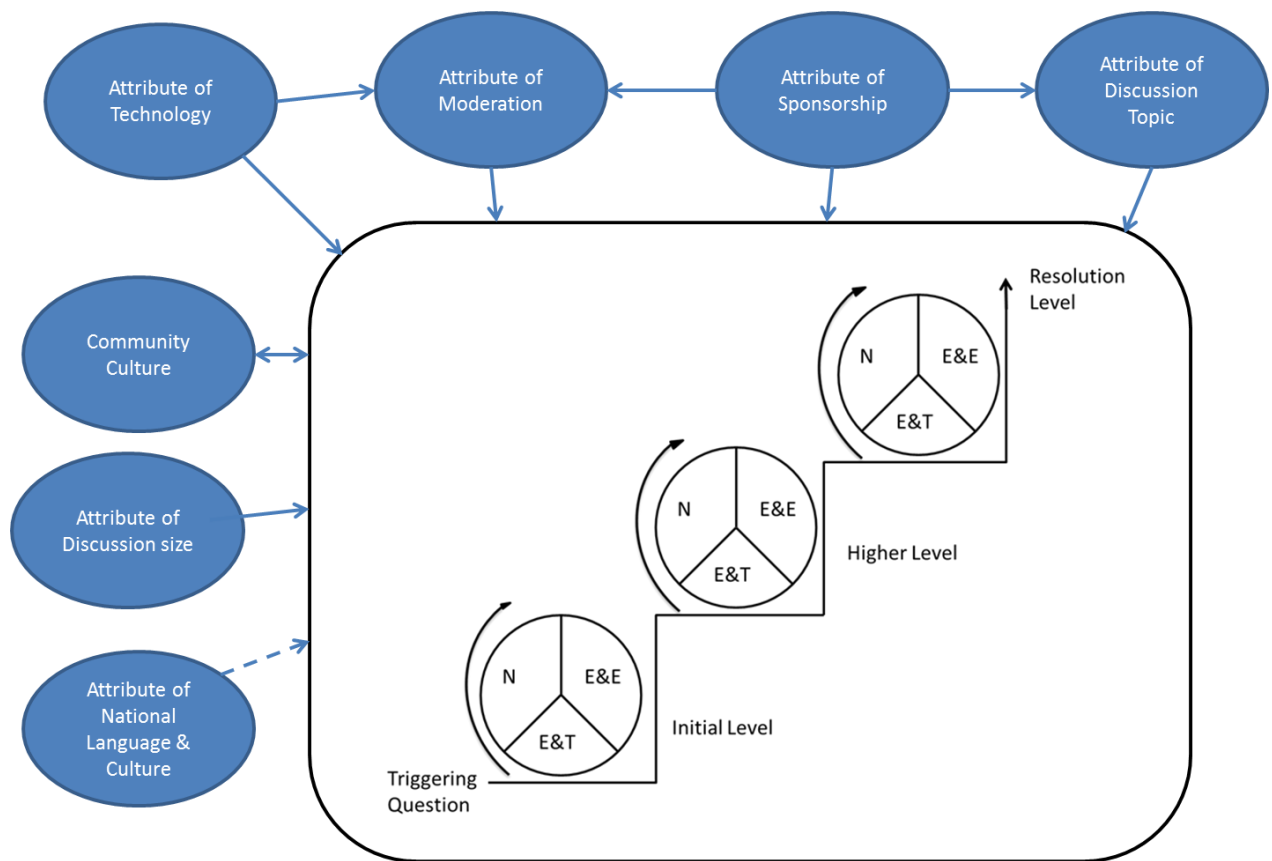 Attribute of
Technology
Attribute of
Moderation
Attribute of
Sponsorship
Attribute of
Discussion
Topic
Community
Culture
Attribute of
Discussion size
Attribute of
National
Language &
Culture
Resolution
Level
N
E&E
E&T
N
E&E
E&T
Higher Level
N
E&E
E&T
Initial Level
Triggering
Question